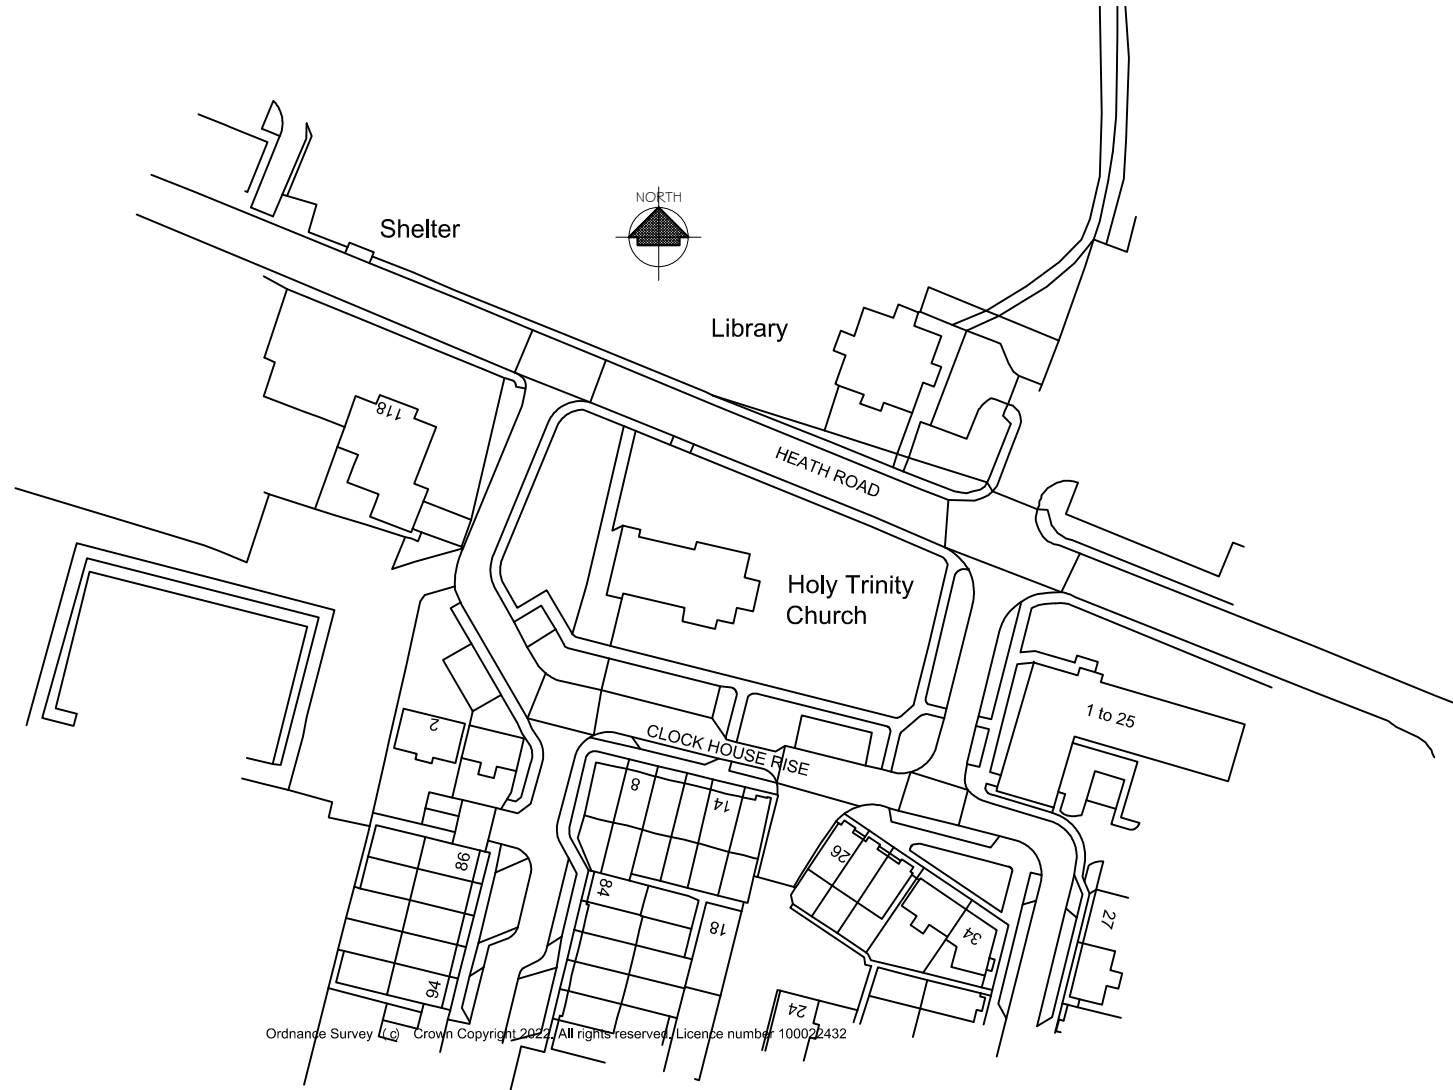 NORTH
Shelter
Library
118
HEATH ROAD
Holy Trinity
Church
1 to 25
2
CLOCK HOUSE RISE
8
14
26
98
84
18
27
34
94
24
Ordnance Survey (c) Crown Copyright 2022. All rights reserved. Licence number 100022432